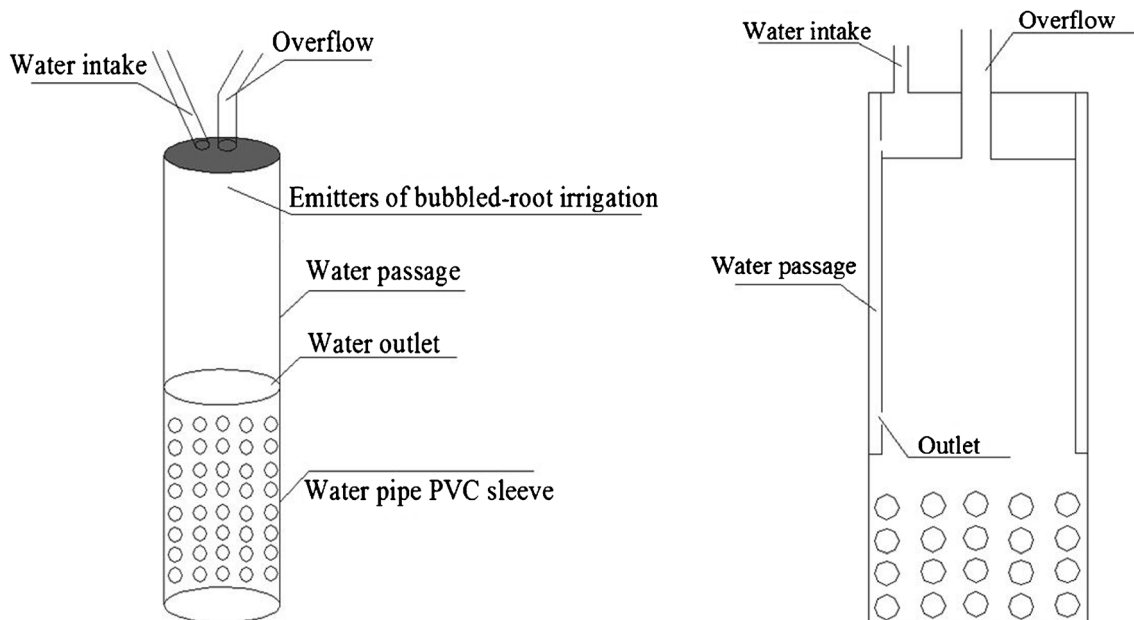 Overflow
Water intake
Emitters of bubbled-root irrigation
Water passage
Water outlet
Water pipe PVC sleeve
Overflow
Water intake
Water passage
Outlet